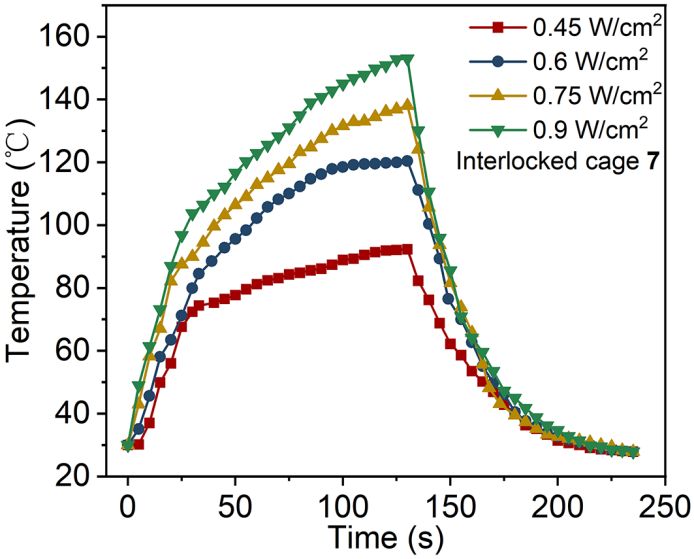 0.45 W/cm²
0.6 W/cm²
0.75 W/cm²
0.9 W/cm²
Interlocked cage 7
Temperature (℃)
160
140
120
100
80
60
40
20
0 50 100 150 200 250
Time (s)